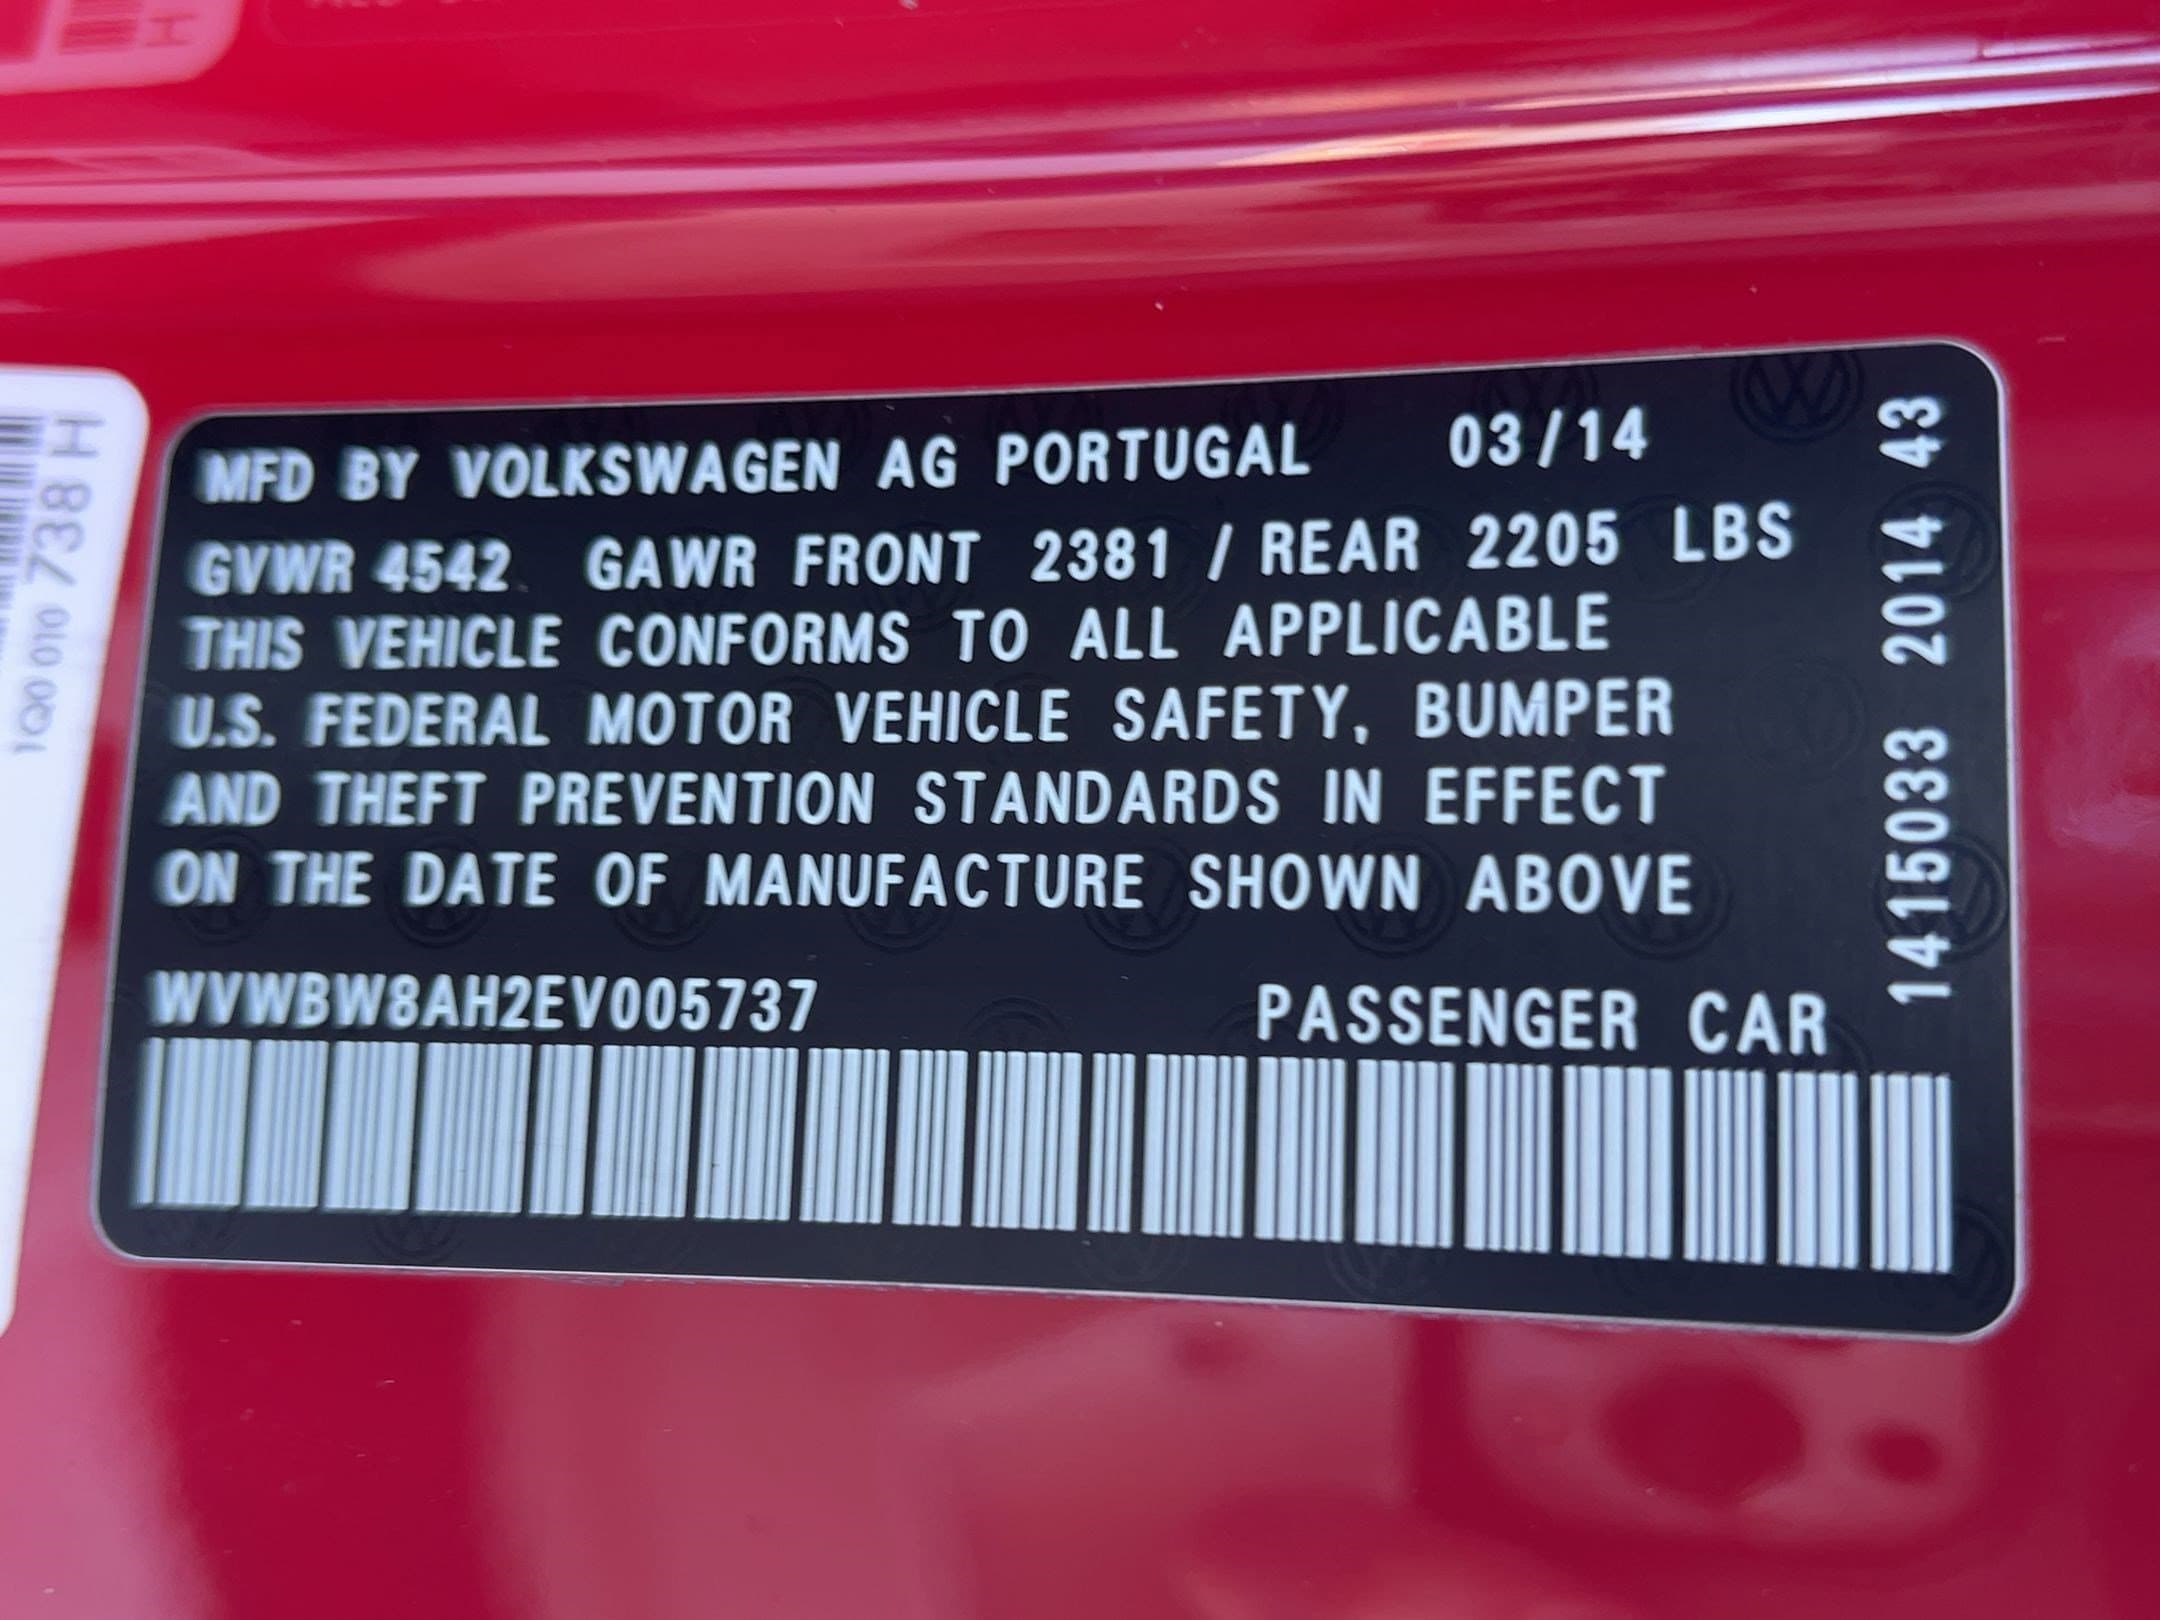 MFD BY VOLKSWAGEN AG PORTUGAL 03/14
GVWR 4542 GAWR FRONT 2381 / REAR 2205 LBS
THIS VEHICLE CONFORMS TO ALL APPLICABLE
U.S. FEDERAL MOTOR VEHICLE SAFETY, BUMPER
AND THEFT PREVENTION STANDARDS IN EFFECT
ON THE DATE OF MANUFACTURE SHOWN ABOVE
WVWBW8AH2EV005737 PASSENGER CAR
1415033 2014 43
1Q0 010 738 H